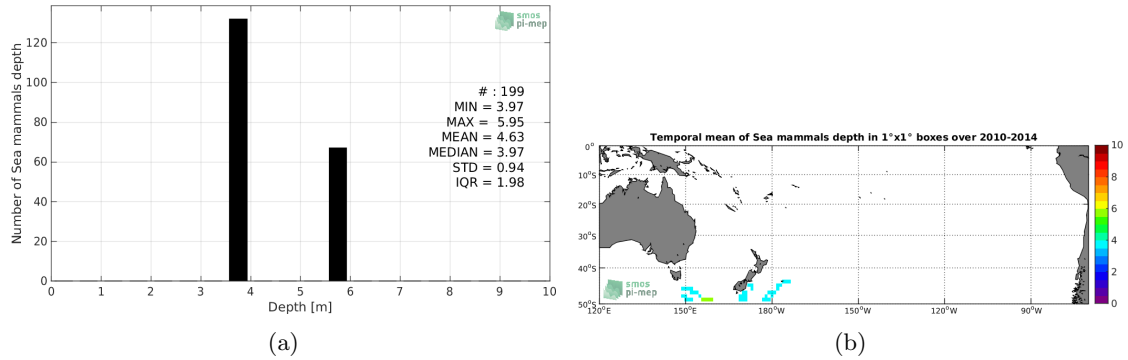 smos
pi-mep
Number of Sea mammals depth
120
100
80
60
40
20
0
# : 199
MIN = 3.97
MAX = 5.95
MEAN = 4.63
MEDIAN = 3.97
STD = 0.94
IQR = 1.98
0 1 2 3 4 5 6 7 8 9 10
Depth [m]
(a)
Temporal mean of Sea mammals depth in 1°x1° boxes over 2010-2014
0°
10°S
20°S
30°S
40°S
50°S
smos
pi-mep
120°E 150°E 180°W 150°W 120°W 90°W
10
8
6
4
2
0
(b)